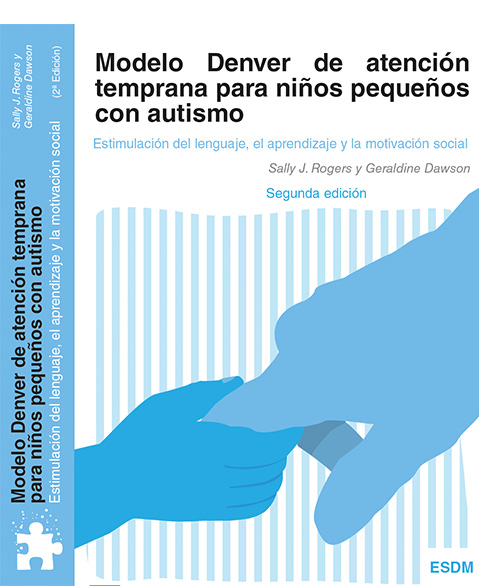 Modelo Denver de atención
temprana para niños pequeños
con autismo
Estimulación del lenguaje, el aprendizaje y la motivación social
Sally J. Rogers y Geraldine Dawson
Segunda edición
ESDM
Sally J. Rogers y
Geraldine Dawson
(2ª Edición)
Modelo Denver de atención temprana
para niños pequeños con autismo
Estimulación del lenguaje, el aprendizaje y la motivación social